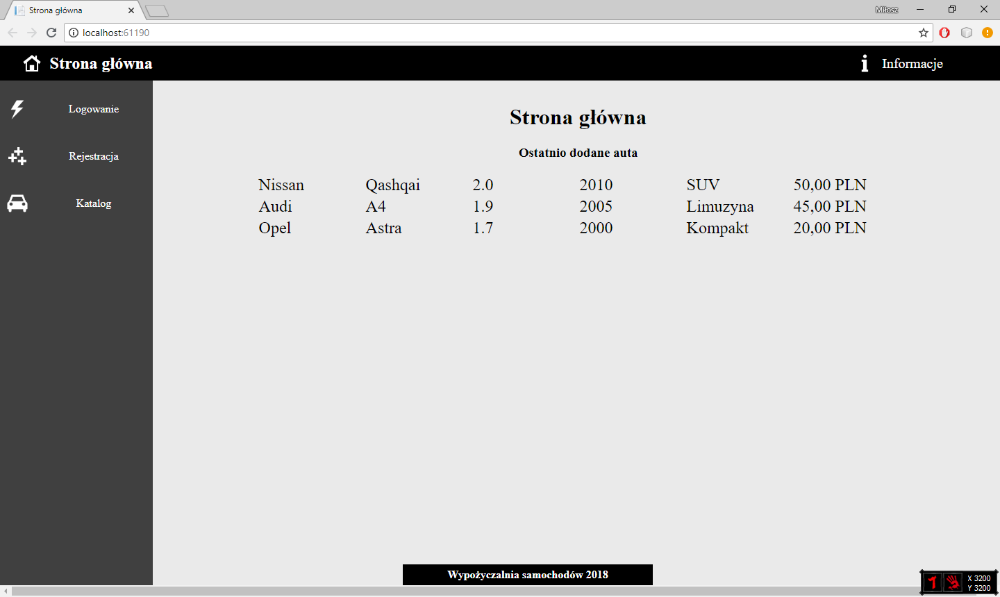 Strona główna
Miłosz
localhost:61190
Strona główna
Informacje
Logowanie
Rejestracja
Katalog
Strona główna
Ostatnio dodane auta
Nissan Qashqai 2.0 2010 SUV 50,00 PLN
Audi A4 1.9 2005 Limuzyna 45,00 PLN
Opel Astra 1.7 2000 Kompakt 20,00 PLN
Wypożyczalnia samochodów 2018
X 3200
Y 3200